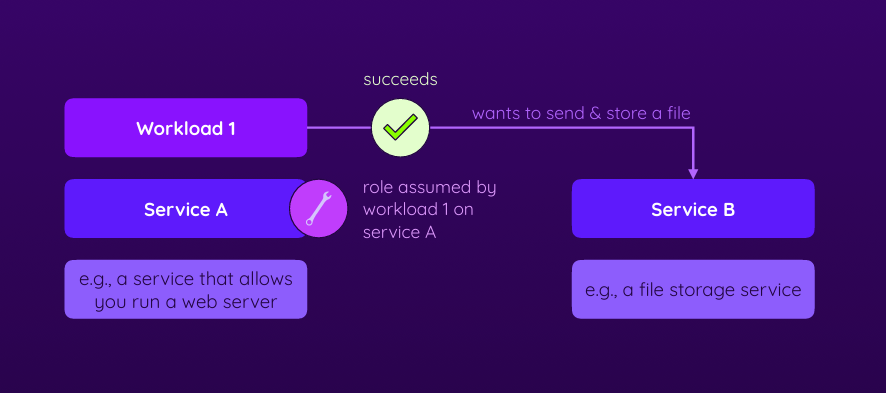 succeeds
wants to send & store a file
Workload 1
Service A
role assumed by
workload 1 on
service A
Service B
e.g., a service that allows
you run a web server
e.g., a file storage service